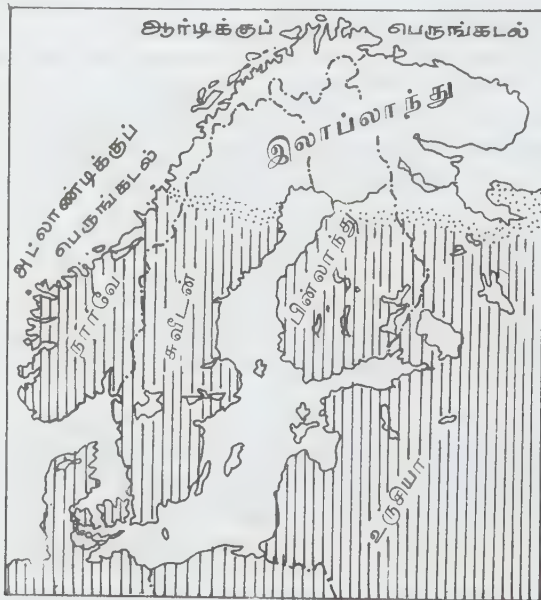 ஆர்டிக்குப் பெருங்கடல்
இலாப்லாந்து
அட்லாண்டிக்குப்
பெருங்கடல்
நார்வே
சுவீடன்
பின்லாந்து
உருசியா